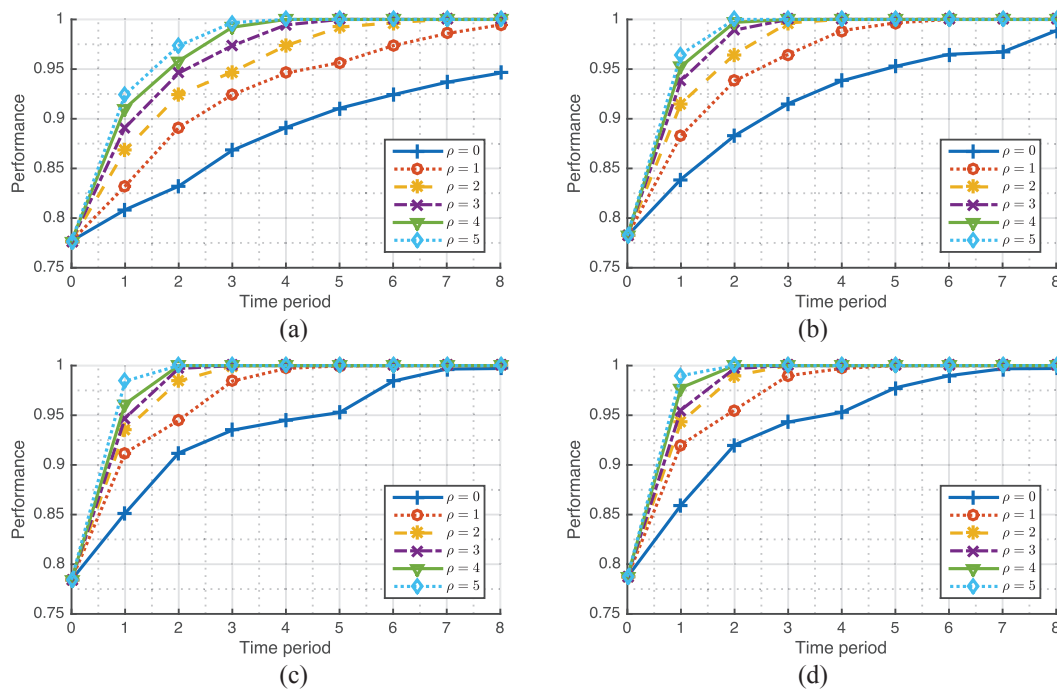 Performance
1
0.95
0.9
0.85
0.8
0.75
ρ = 0
ρ = 1
ρ = 2
ρ = 3
ρ = 4
ρ = 5
0 1 2 3 4 5 6 7 8
Time period
(a)
Performance
1
0.95
0.9
0.85
0.8
0.75
ρ = 0
ρ = 1
ρ = 2
ρ = 3
ρ = 4
ρ = 5
0 1 2 3 4 5 6 7 8
Time period
(b)
Performance
1
0.95
0.9
0.85
0.8
0.75
ρ = 0
ρ = 1
ρ = 2
ρ = 3
ρ = 4
ρ = 5
0 1 2 3 4 5 6 7 8
Time period
(c)
Performance
1
0.95
0.9
0.85
0.8
0.75
ρ = 0
ρ = 1
ρ = 2
ρ = 3
ρ = 4
ρ = 5
0 1 2 3 4 5 6 7 8
Time period
(d)